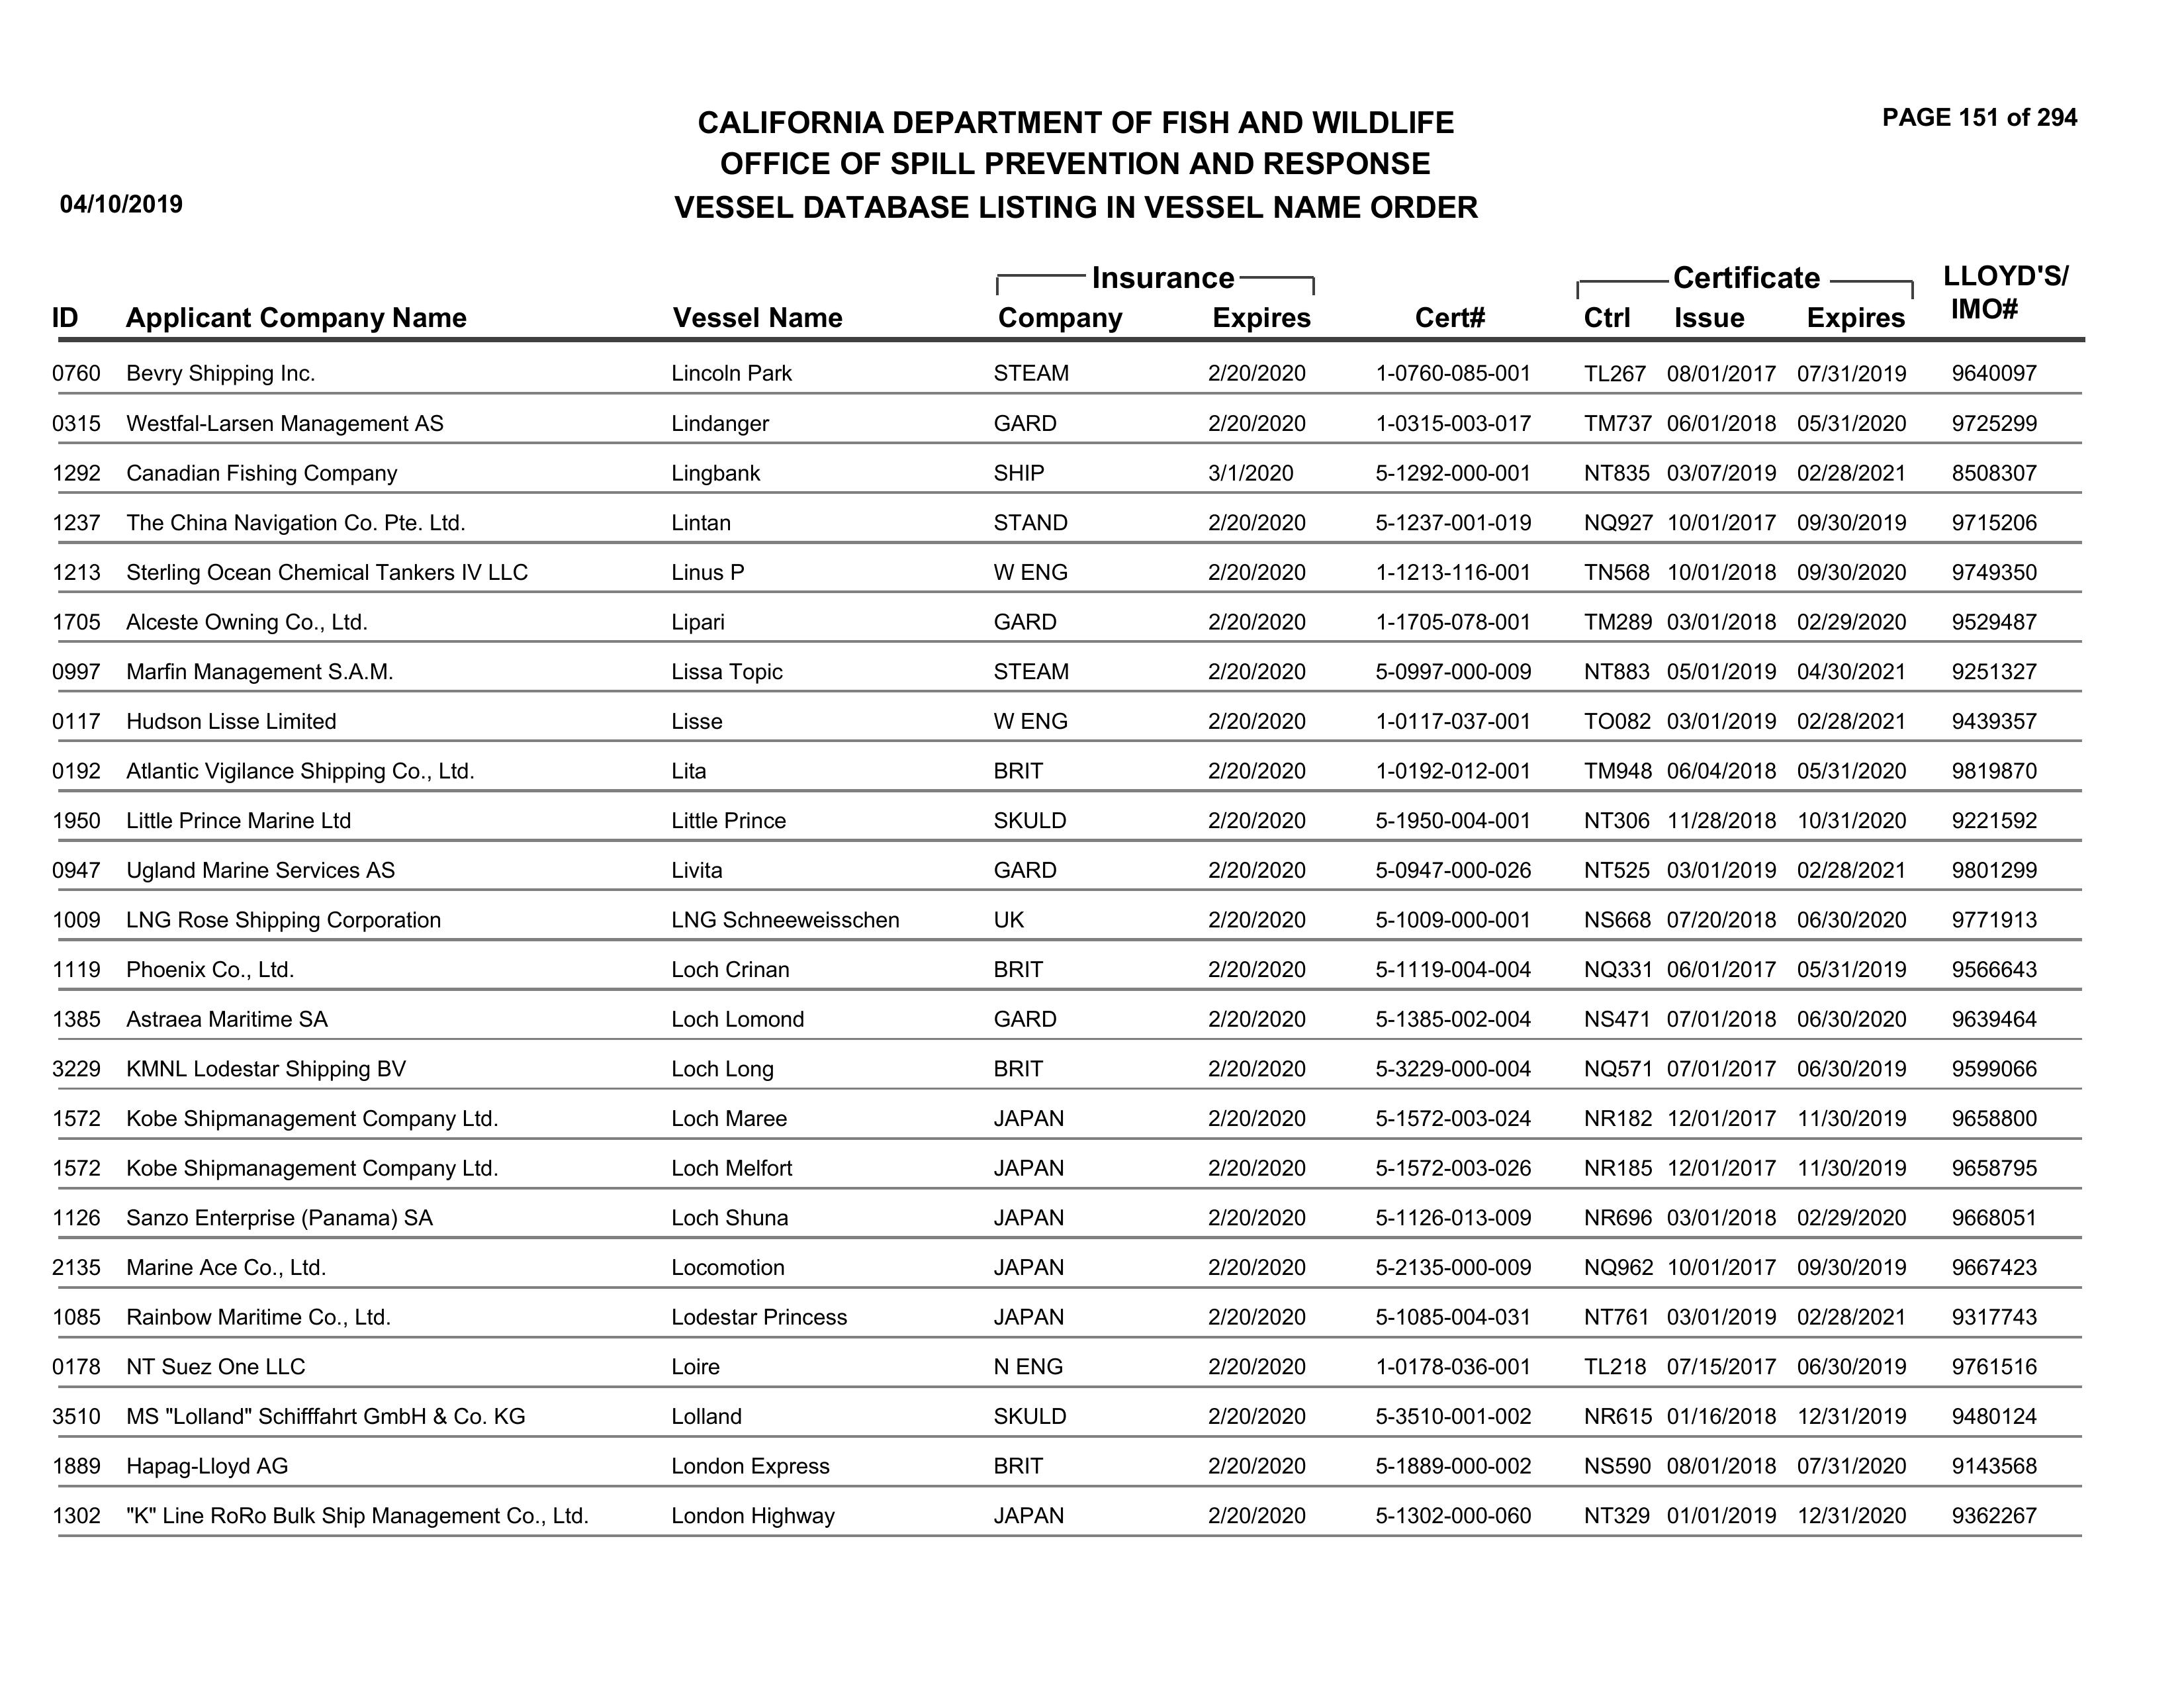 CALIFORNIA DEPARTMENT OF FISH AND WILDLIFE PAGE 151 of 294
OFFICE OF SPILL PREVENTION AND RESPONSE
04/10/2019 VESSEL DATABASE LISTING IN VESSEL NAME ORDER
Insurance Certificate LLOYD'S/
ID Applicant Company Name Vessel Name Company Expires Cert# Ctrl Issue Expires IMO#
0760 Bevry Shipping Inc. Lincoln Park STEAM 2/20/2020 1-0760-085-001 TL267 08/01/2017 07/31/2019 9640097
0315 Westfal-Larsen Management AS Lindanger GARD 2/20/2020 1-0315-003-017 TM737 06/01/2018 05/31/2020 9725299
1292 Canadian Fishing Company Lingbank SHIP 3/1/2020 5-1292-000-001 NT835 03/07/2019 02/28/2021 8508307
1237 The China Navigation Co. Pte. Ltd. Lintan STAND 2/20/2020 5-1237-001-019 NQ927 10/01/2017 09/30/2019 9715206
1213 Sterling Ocean Chemical Tankers IV LLC Linus P W ENG 2/20/2020 1-1213-116-001 TN568 10/01/2018 09/30/2020 9749350
1705 Alceste Owning Co., Ltd. Lipari GARD 2/20/2020 1-1705-078-001 TM289 03/01/2018 02/29/2020 9529487
0997 Marfin Management S.A.M. Lissa Topic STEAM 2/20/2020 5-0997-000-009 NT883 05/01/2019 04/30/2021 9251327
0117 Hudson Lisse Limited Lisse W ENG 2/20/2020 1-0117-037-001 TO082 03/01/2019 02/28/2021 9439357
0192 Atlantic Vigilance Shipping Co., Ltd. Lita BRIT 2/20/2020 1-0192-012-001 TM948 06/04/2018 05/31/2020 9819870
1950 Little Prince Marine Ltd Little Prince SKULD 2/20/2020 5-1950-004-001 NT306 11/28/2018 10/31/2020 9221592
0947 Ugland Marine Services AS Livita GARD 2/20/2020 5-0947-000-026 NT525 03/01/2019 02/28/2021 9801299
1009 LNG Rose Shipping Corporation LNG Schneeweisschen UK 2/20/2020 5-1009-000-001 NS668 07/20/2018 06/30/2020 9771913
1119 Phoenix Co., Ltd. Loch Crinan BRIT 2/20/2020 5-1119-004-004 NQ331 06/01/2017 05/31/2019 9566643
1385 Astraea Maritime SA Loch Lomond GARD 2/20/2020 5-1385-002-004 NS471 07/01/2018 06/30/2020 9639464
3229 KMNL Lodestar Shipping BV Loch Long BRIT 2/20/2020 5-3229-000-004 NQ571 07/01/2017 06/30/2019 9599066
1572 Kobe Shipmanagement Company Ltd. Loch Maree JAPAN 2/20/2020 5-1572-003-024 NR182 12/01/2017 11/30/2019 9658800
1572 Kobe Shipmanagement Company Ltd. Loch Melfort JAPAN 2/20/2020 5-1572-003-026 NR185 12/01/2017 11/30/2019 9658795
1126 Sanzo Enterprise (Panama) SA Loch Shuna JAPAN 2/20/2020 5-1126-013-009 NR696 03/01/2018 02/29/2020 9668051
2135 Marine Ace Co., Ltd. Locomotion JAPAN 2/20/2020 5-2135-000-009 NQ962 10/01/2017 09/30/2019 9667423
1085 Rainbow Maritime Co., Ltd. Lodestar Princess JAPAN 2/20/2020 5-1085-004-031 NT761 03/01/2019 02/28/2021 9317743
0178 NT Suez One LLC Loire N ENG 2/20/2020 1-0178-036-001 TL218 07/15/2017 06/30/2019 9761516
3510 MS "Lolland" Schifffahrt GmbH & Co. KG Lolland SKULD 2/20/2020 5-3510-001-002 NR615 01/16/2018 12/31/2019 9480124
1889 Hapag-Lloyd AG London Express BRIT 2/20/2020 5-1889-000-002 NS590 08/01/2018 07/31/2020 9143568
1302 "K" Line RoRo Bulk Ship Management Co., Ltd. London Highway JAPAN 2/20/2020 5-1302-000-060 NT329 01/01/2019 12/31/2020 9362267